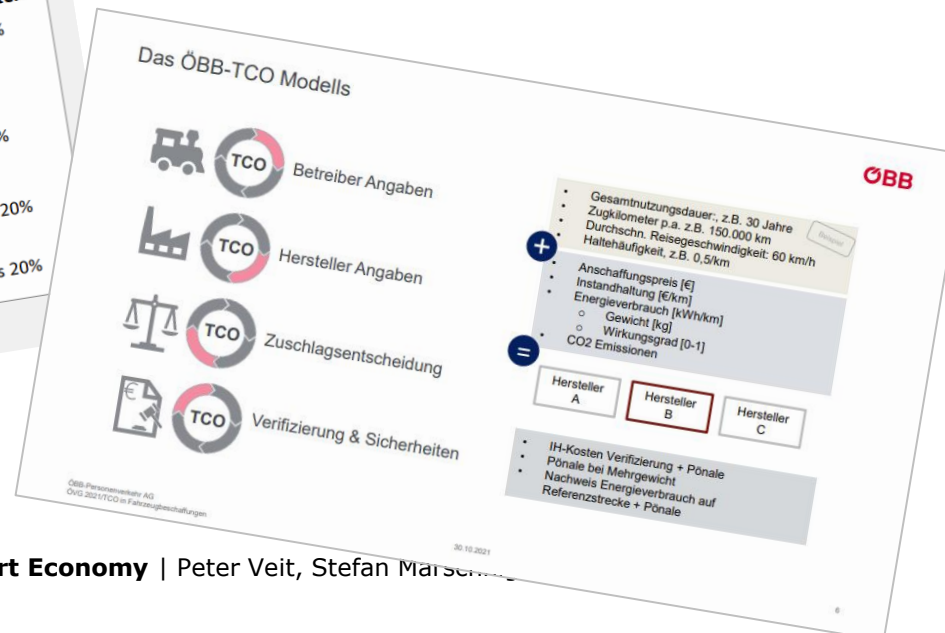 %
%
20%
s 20%
Das ÖBB-TCO Modells
ÖBB
TCO
Betreiber Angaben
TCO
Hersteller Angaben
TCO
Zuschlagsentscheidung
€
TCO
Verifizierung & Sicherheiten
• Gesamtnutzungsdauer:, z.B. 30 Jahre
• Zugkilometer p.a. z.B. 150.000 km
• Durchschn. Reisegeschwindigkeit: 60 km/h
• Haltehäufigkeit, z.B. 0,5/km
Beispiel
+
• Anschaffungspreis [€]
• Instandhaltung [€/km]
• Energieverbrauch [kWh/km]
o Gewicht [kg]
o Wirkungsgrad [0-1]
• CO2 Emissionen
=
Hersteller
A
Hersteller
B
Hersteller
C
• IH-Kosten Verifizierung + Pönale
• Pönale bei Mehrgewicht
• Nachweis Energieverbrauch auf
Referenzstrecke + Pönale
ÖBB-Personenverkehr AG
ÖVG 2021/TCO in Fahrzeugbeschaffungen
30.10.2021
6
rt Economy | Peter Veit, Stefan